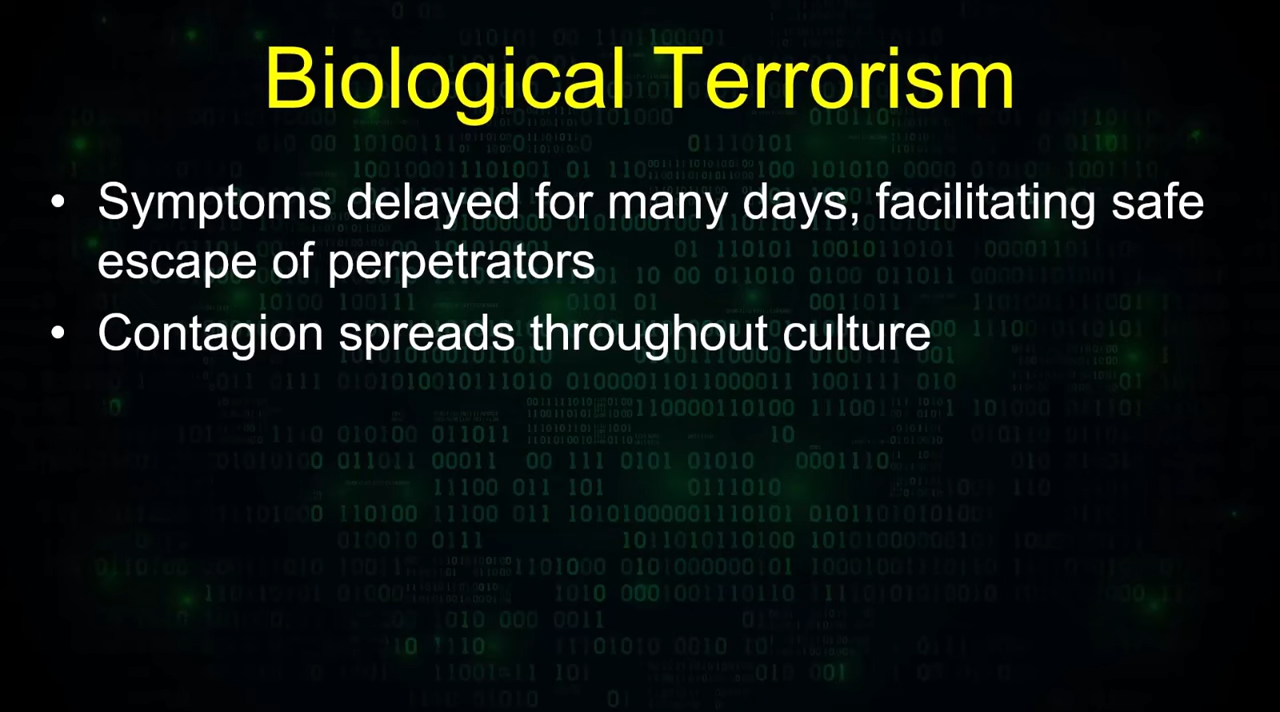 Biological Terrorism
• Symptoms delayed for many days, facilitating safe
escape of perpetrators
• Contagion spreads throughout culture